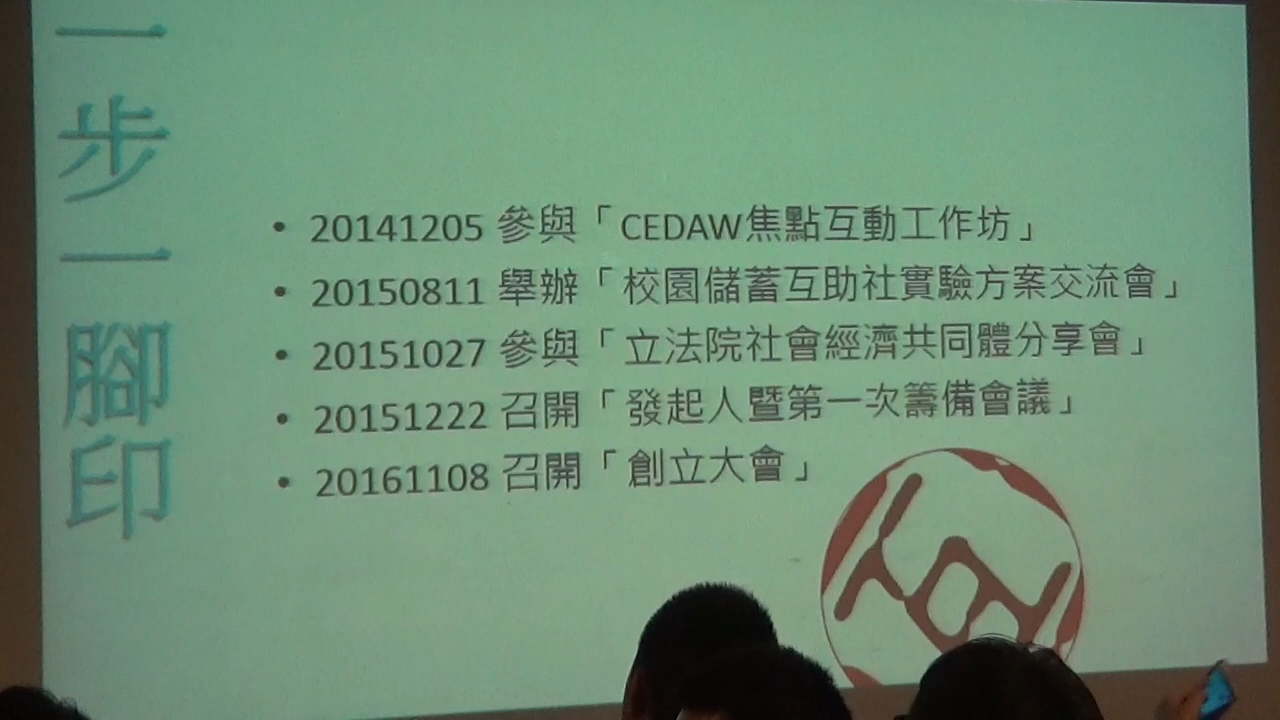 一步一腳印
• 20141205 參與「CEDAW焦點互動工作坊」
• 20150811 舉辦「校園儲蓄互助社實驗方案交流會」
• 20151027 參與「立法院社會經濟共同體分享會」
• 20151222 召開「發起人暨第一次籌備會議」
• 20161108 召開「創立大會」